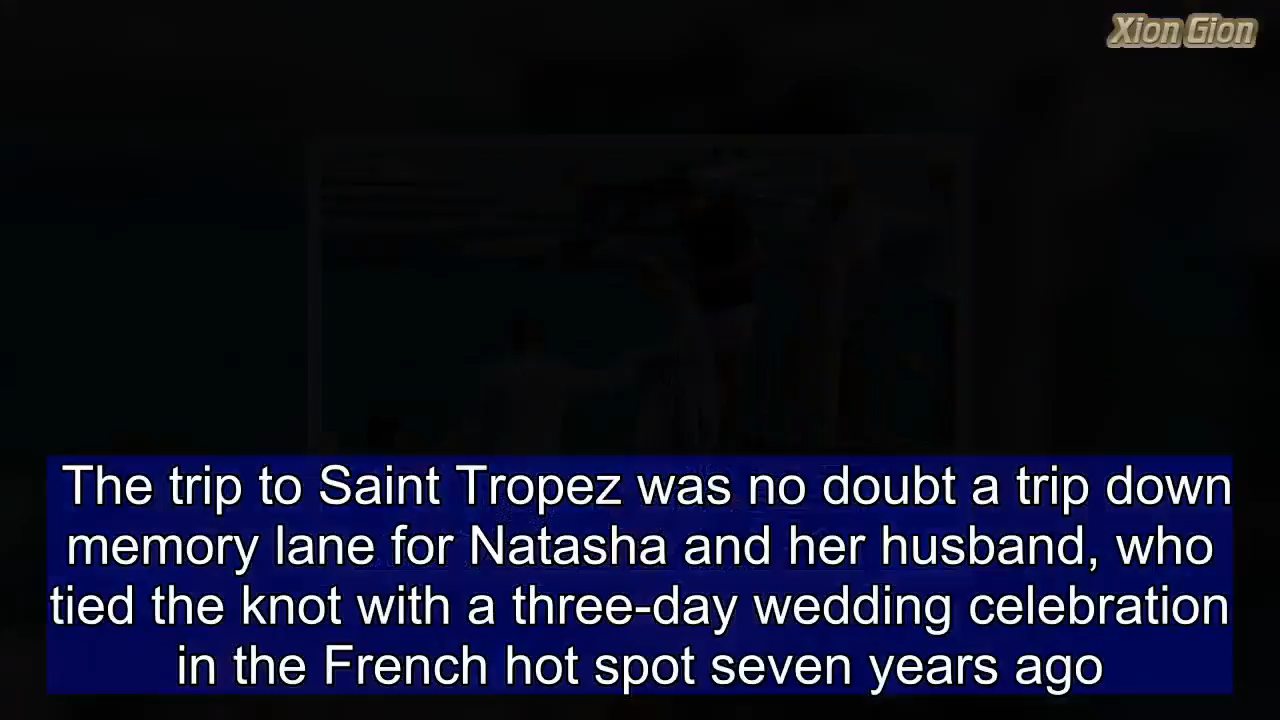 Xion Gion
The trip to Saint Tropez was no doubt a trip down
memory lane for Natasha and her husband, who
tied the knot with a three-day wedding celebration
in the French hot spot seven years ago